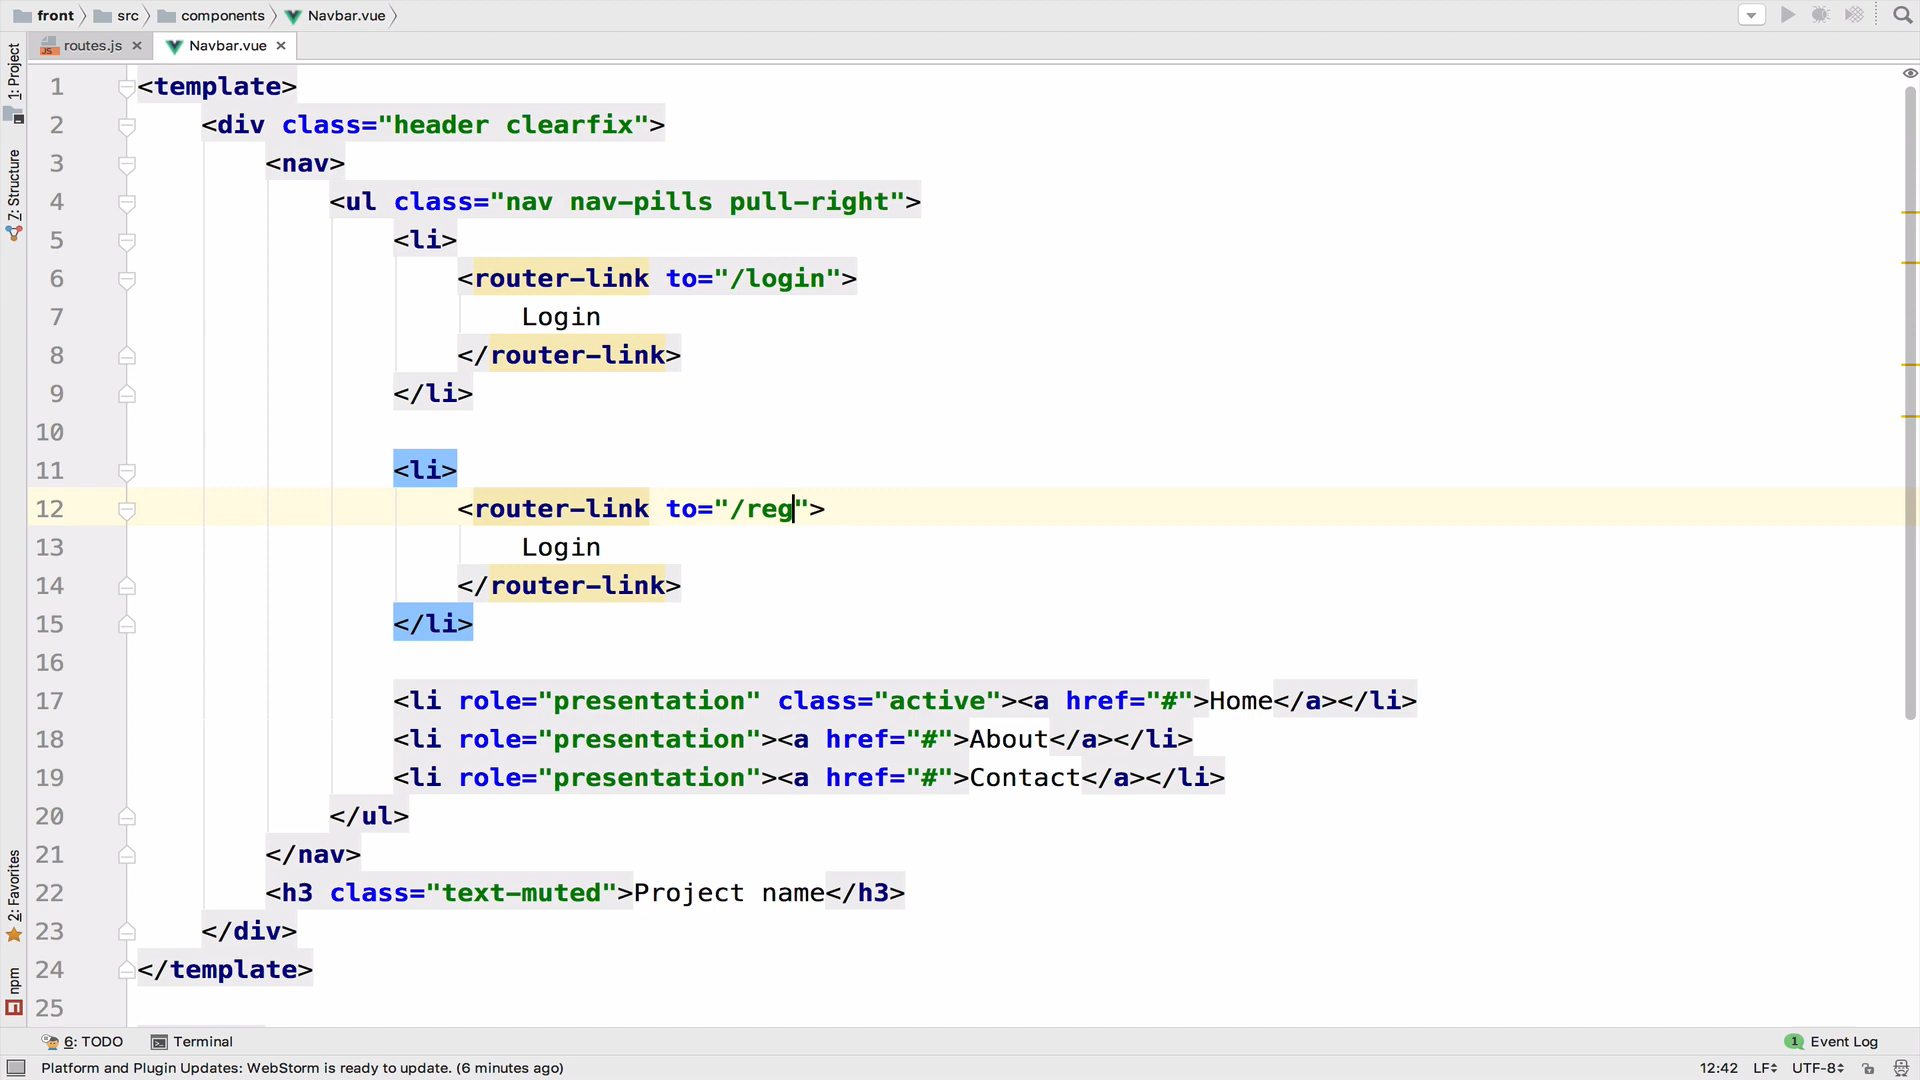 front src components Navbar.vue
routes.js Navbar.vue
1: Project
7: Structure
2: Favorites
npm
1 <template>
2 <div class="header clearfix">
3 <nav>
4 <ul class="nav nav-pills pull-right">
5 <li>
6 <router-link to="/login">
7 Login
8 </router-link>
9 </li>
10
11 <li>
12 <router-link to="/reg">
13 Login
14 </router-link>
15 </li>
16
17 <li role="presentation" class="active"><a href="#">Home</a></li>
18 <li role="presentation"><a href="#">About</a></li>
19 <li role="presentation"><a href="#">Contact</a></li>
20 </ul>
21 </nav>
22 <h3 class="text-muted">Project name</h3>
23 </div>
24 </template>
25
6: TODO Terminal 1 Event Log
Platform and Plugin Updates: WebStorm is ready to update. (6 minutes ago) 12:42 LF UTF-8